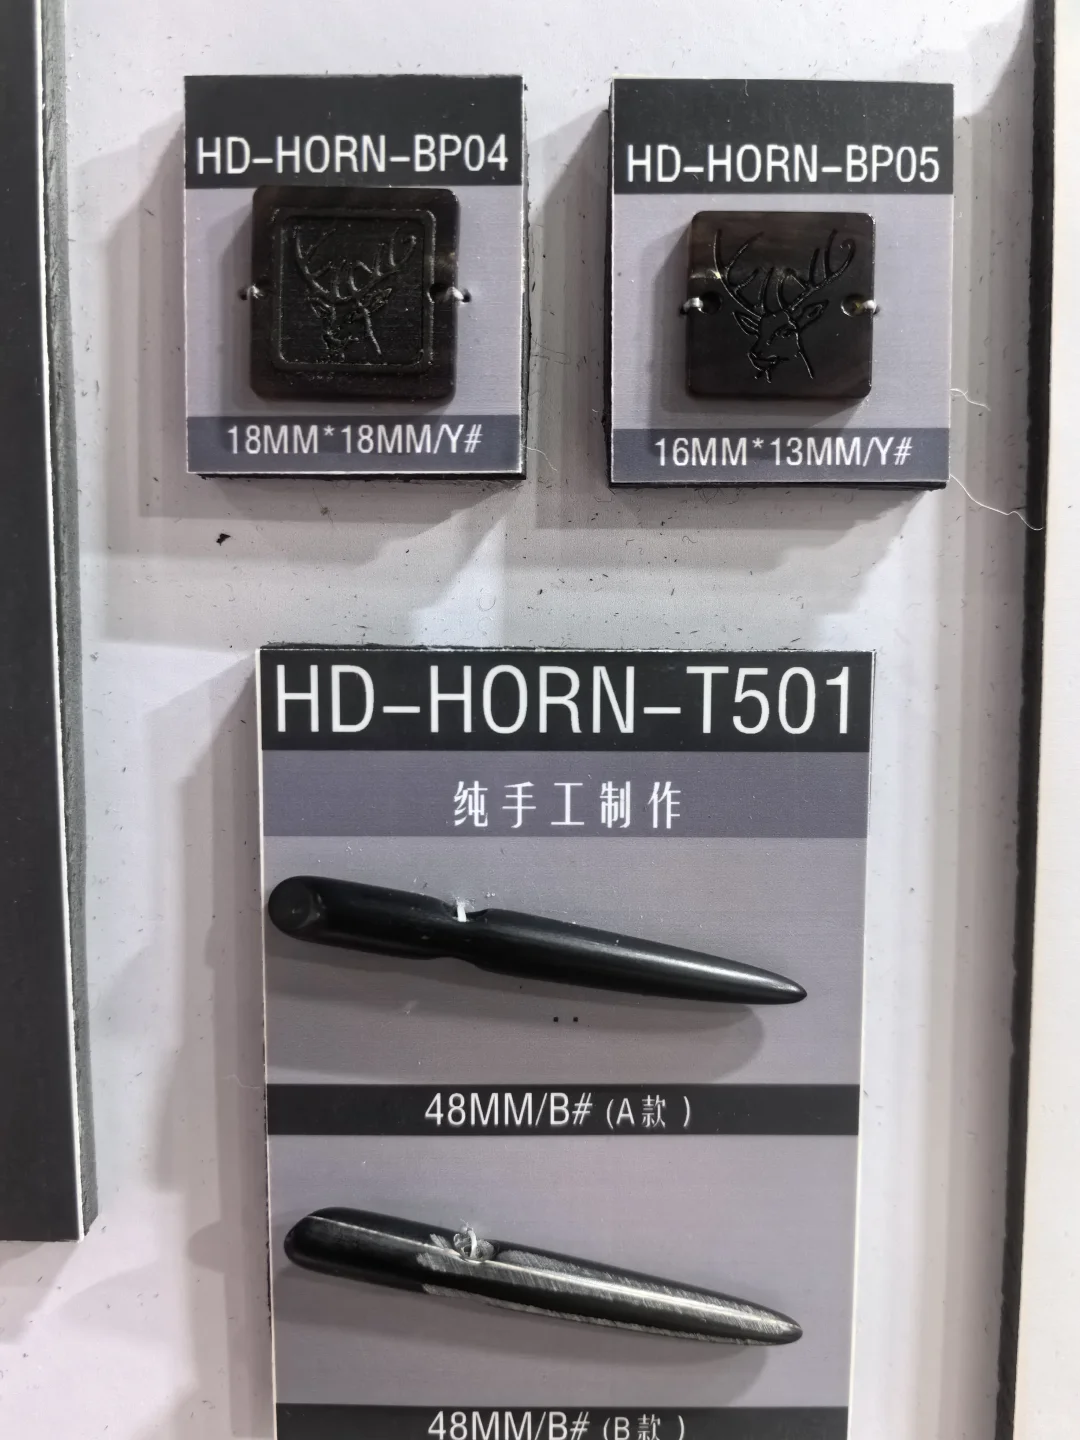 HD-HORN-BP04
18MM*18MM/Y#
HD-HORN-BP05
16MM*13MM/Y#
HD-HORN-T501
纯手工制作
48MM/B# (A款 )
48MM/B# (B款 )